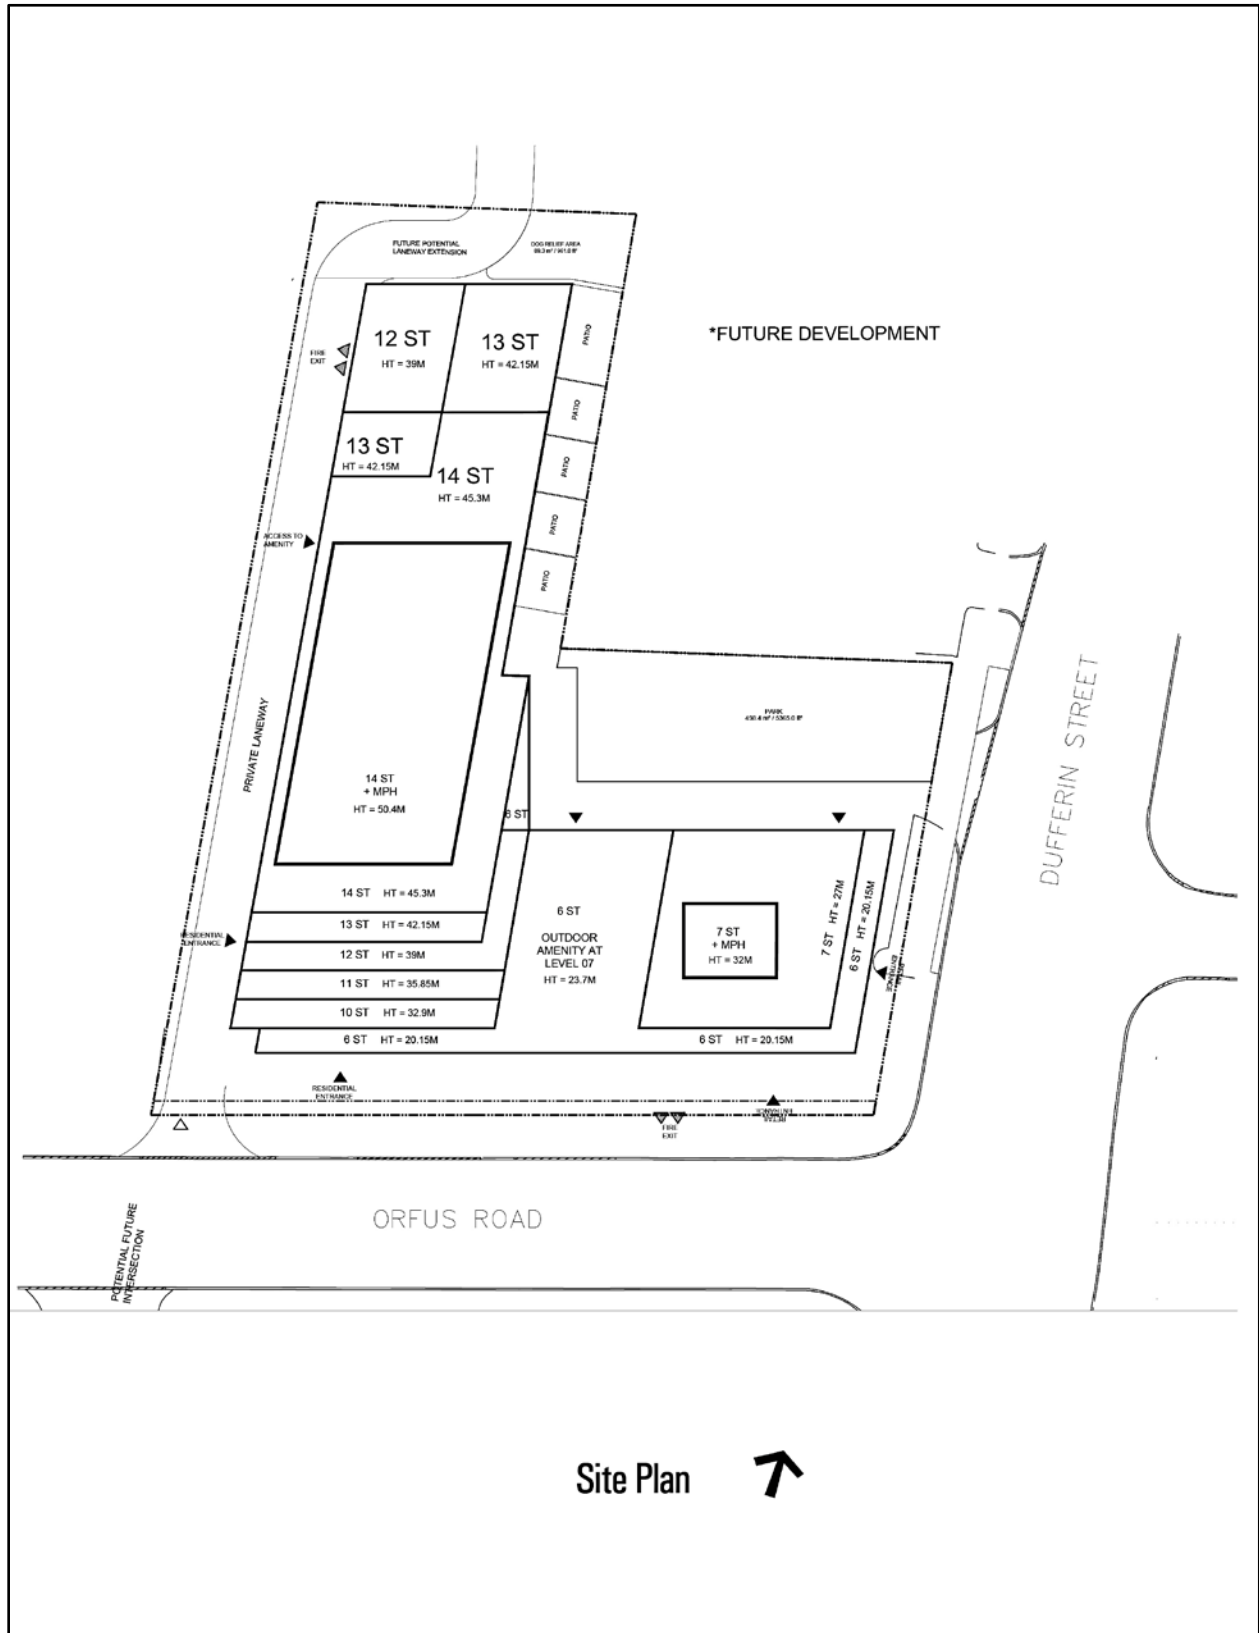 FUTURE POTENTIAL
LANEWAY EXTENSION
DOG RELIEF AREA
*FUTURE DEVELOPMENT
12 ST
HT = 39M
13 ST
HT = 42.15M
PATIO
FIRE
EXIT
PATIO
13 ST
HT = 42.15M
14 ST
HT = 45.3M
PATIO
PATIO
ACCESS TO
AMENITY
PATIO
PRIVATE LANEWAY
PARK
DUFFERIN STREET
14 ST
+ MPH
HT = 50.4M
6 ST
14 ST HT = 45.3M
13 ST HT = 42.15M
RESIDENTIAL
ENTRANCE
12 ST HT = 39M
11 ST HT = 35.85M
10 ST HT = 32.9M
6 ST HT = 20.15M
6 ST
OUTDOOR
AMENITY AT
LEVEL 07
HT = 23.7M
7 ST
+ MPH
HT = 32M
7 ST HT = 27M
6 ST HT = 20.15M
RETAIL
ENTRANCE
6 ST HT = 20.15M
RESIDENTIAL
ENTRANCE
RETAIL
ENTRANCE
FIRE
EXIT
ORFUS ROAD
POTENTIAL FUTURE
INTERSECTION
Site Plan